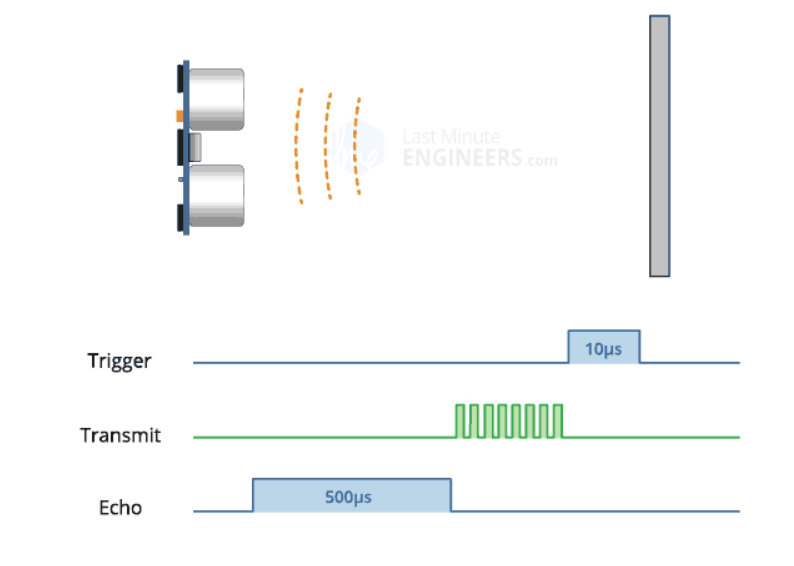 Last Minute
ENGINEERS.com
Trigger
10µs
Transmit
Echo
500µs